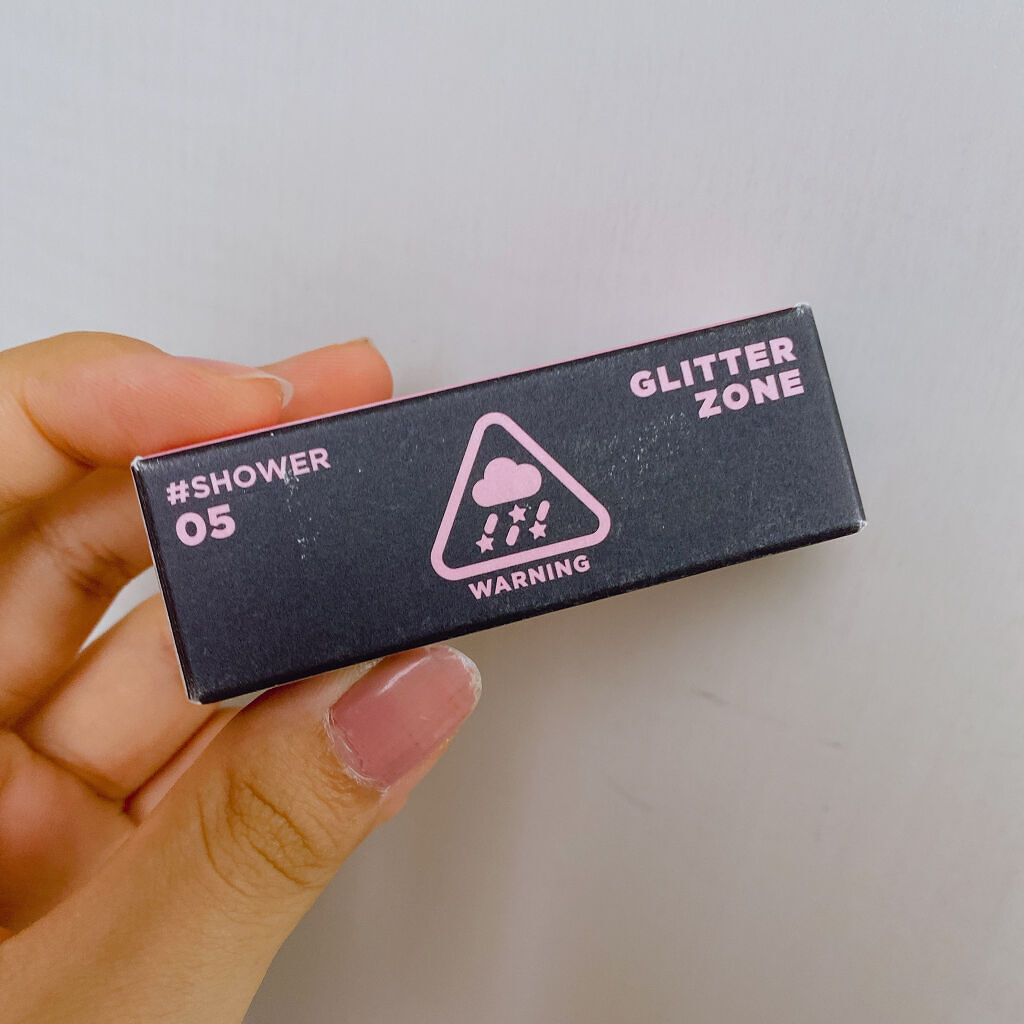 #SHOWER
05
WARNING
GLITTER
ZONE